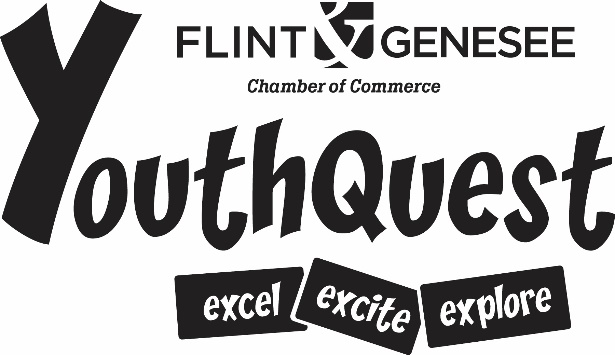 FLINT & GENESEE
Chamber of Commerce
YouthQuest
excel excite explore